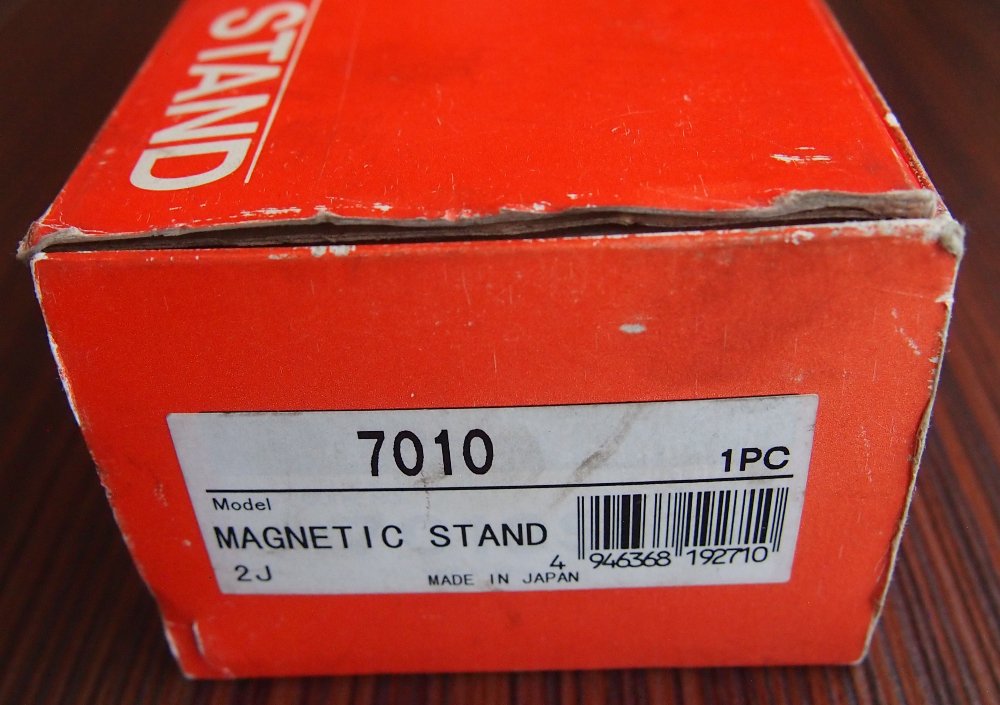 STAND
7010
1PC
Model
MAGNETIC STAND
2J
MADE IN JAPAN
4 946368 192710